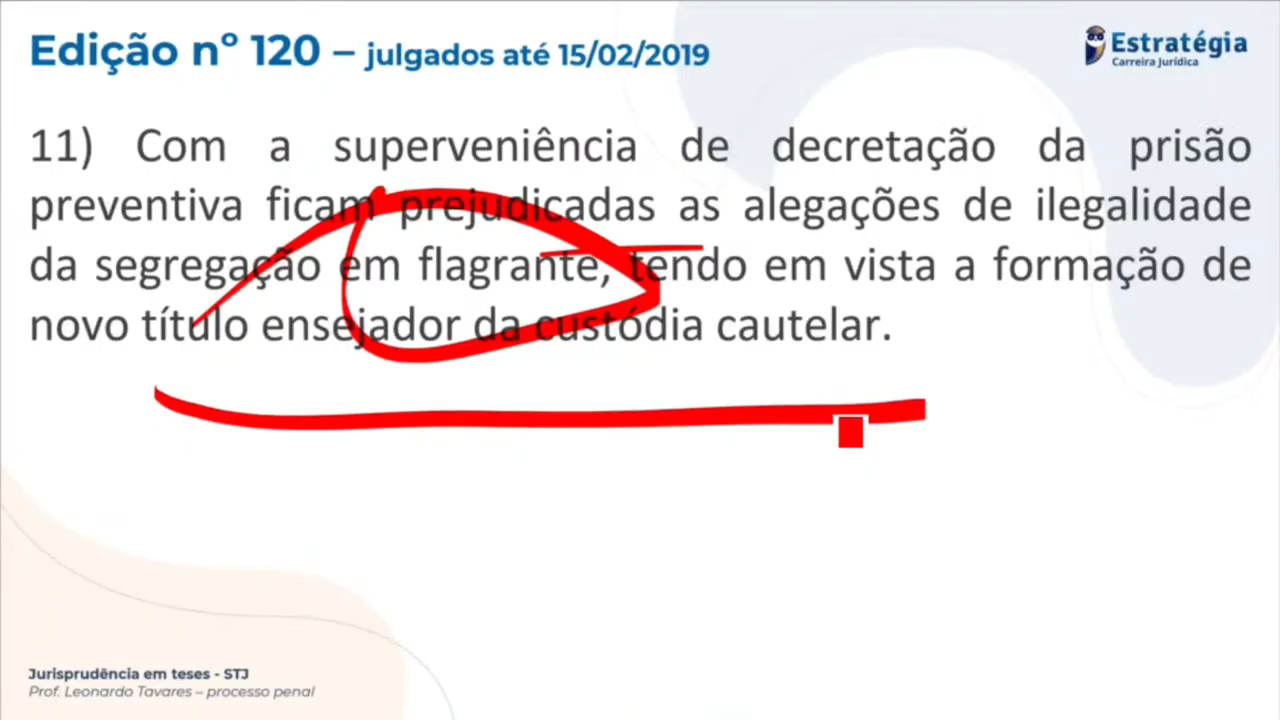 Edição nº 120 – julgados até 15/02/2019
Estratégia
Carreira Jurídica
11) Com a superveniência de decretação da prisão
preventiva ficam prejudicadas as alegações de ilegalidade
da segregação em flagrante, tendo em vista a formação de
novo título ensejador da custódia cautelar.
Jurisprudência em teses - STJ
Prof. Leonardo Tavares – processo penal